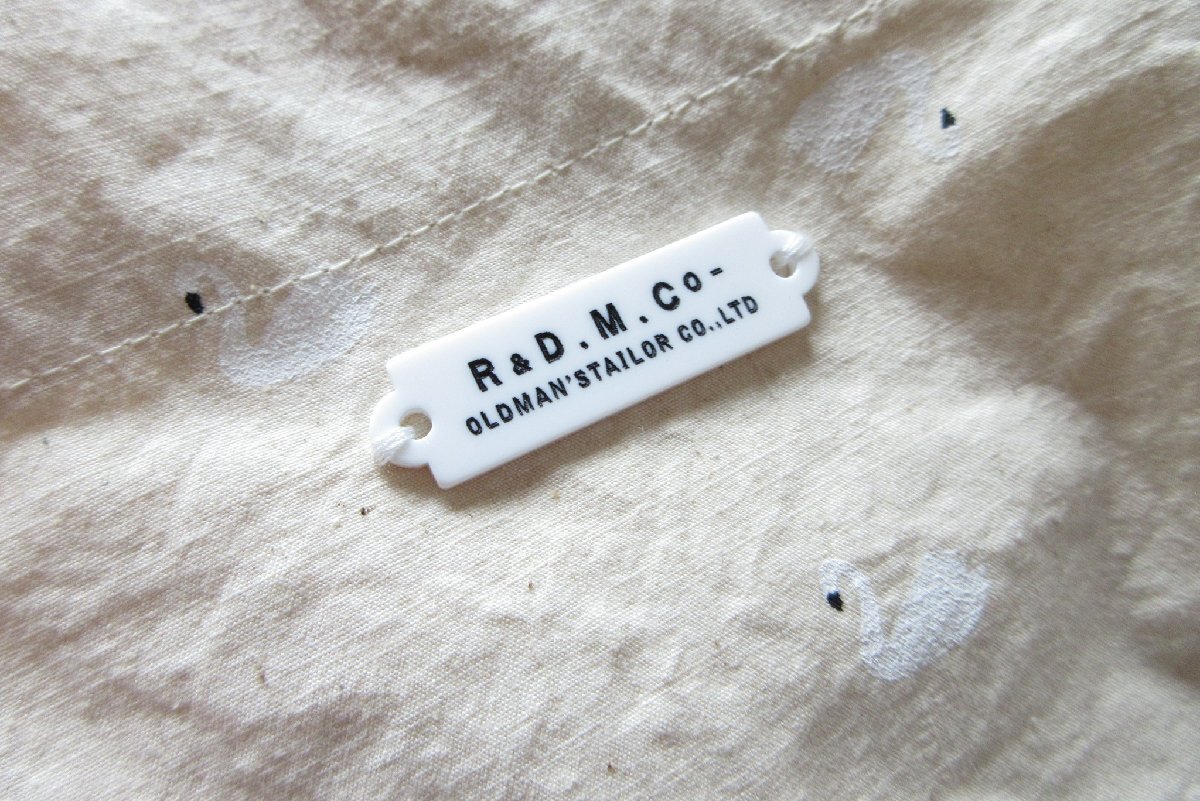 R & D . M . Co -
OLDMAN'STAILOR CO.,LTD